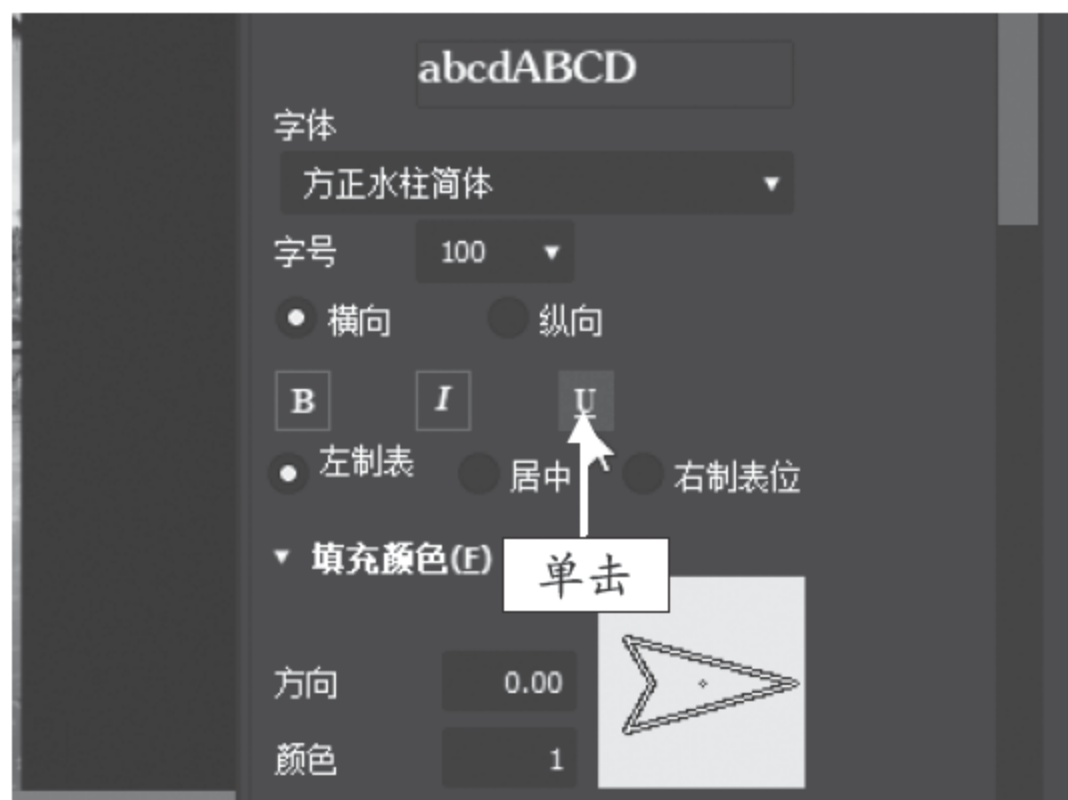 abcdABCD
字体
方正水柱简体
字号 100
横向 纵向
B I U
左制表 居中 右制表位
填充颜色(F)
单击
方向 0.00
颜色 1